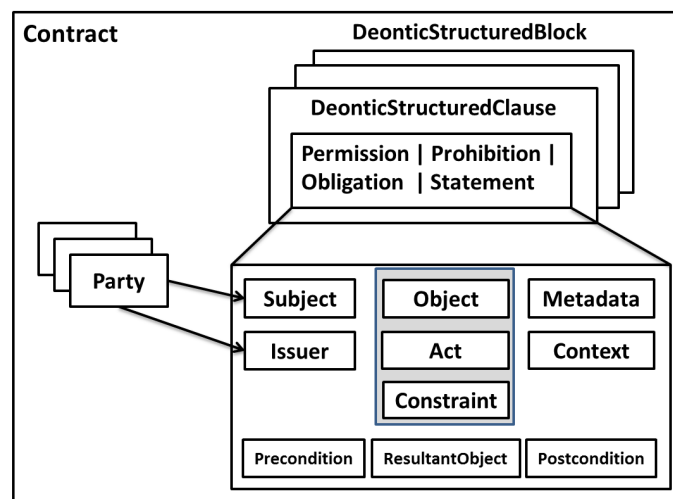 Contract
DeonticStructuredBlock
DeonticStructuredClause
Permission | Prohibition |
Obligation | Statement
Party
Subject
Object
Metadata
Issuer
Act
Context
Constraint
Precondition
ResultantObject
Postcondition